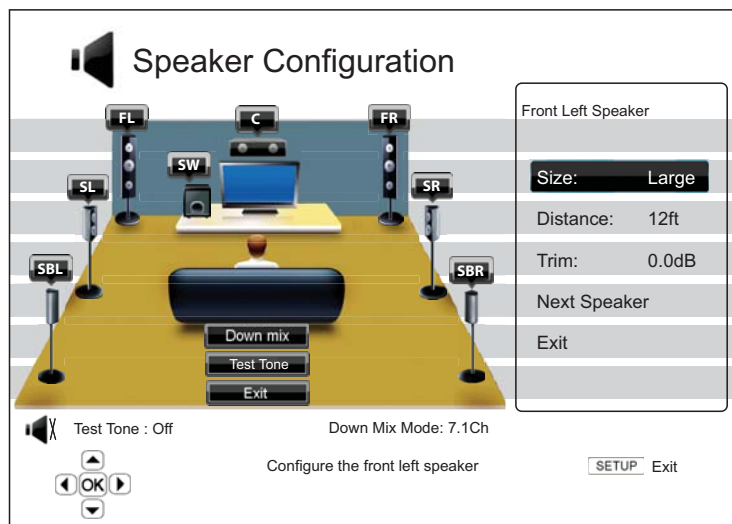 Speaker Configuration
FL
C
FR
SW
SL
SR
SBL
SBR
Down mix
Test Tone
Exit
Front Left Speaker
Size: Large
Distance: 12ft
Trim: 0.0dB
Next Speaker
Exit
Test Tone : Off
Down Mix Mode: 7.1Ch
OK
Configure the front left speaker
SETUP Exit